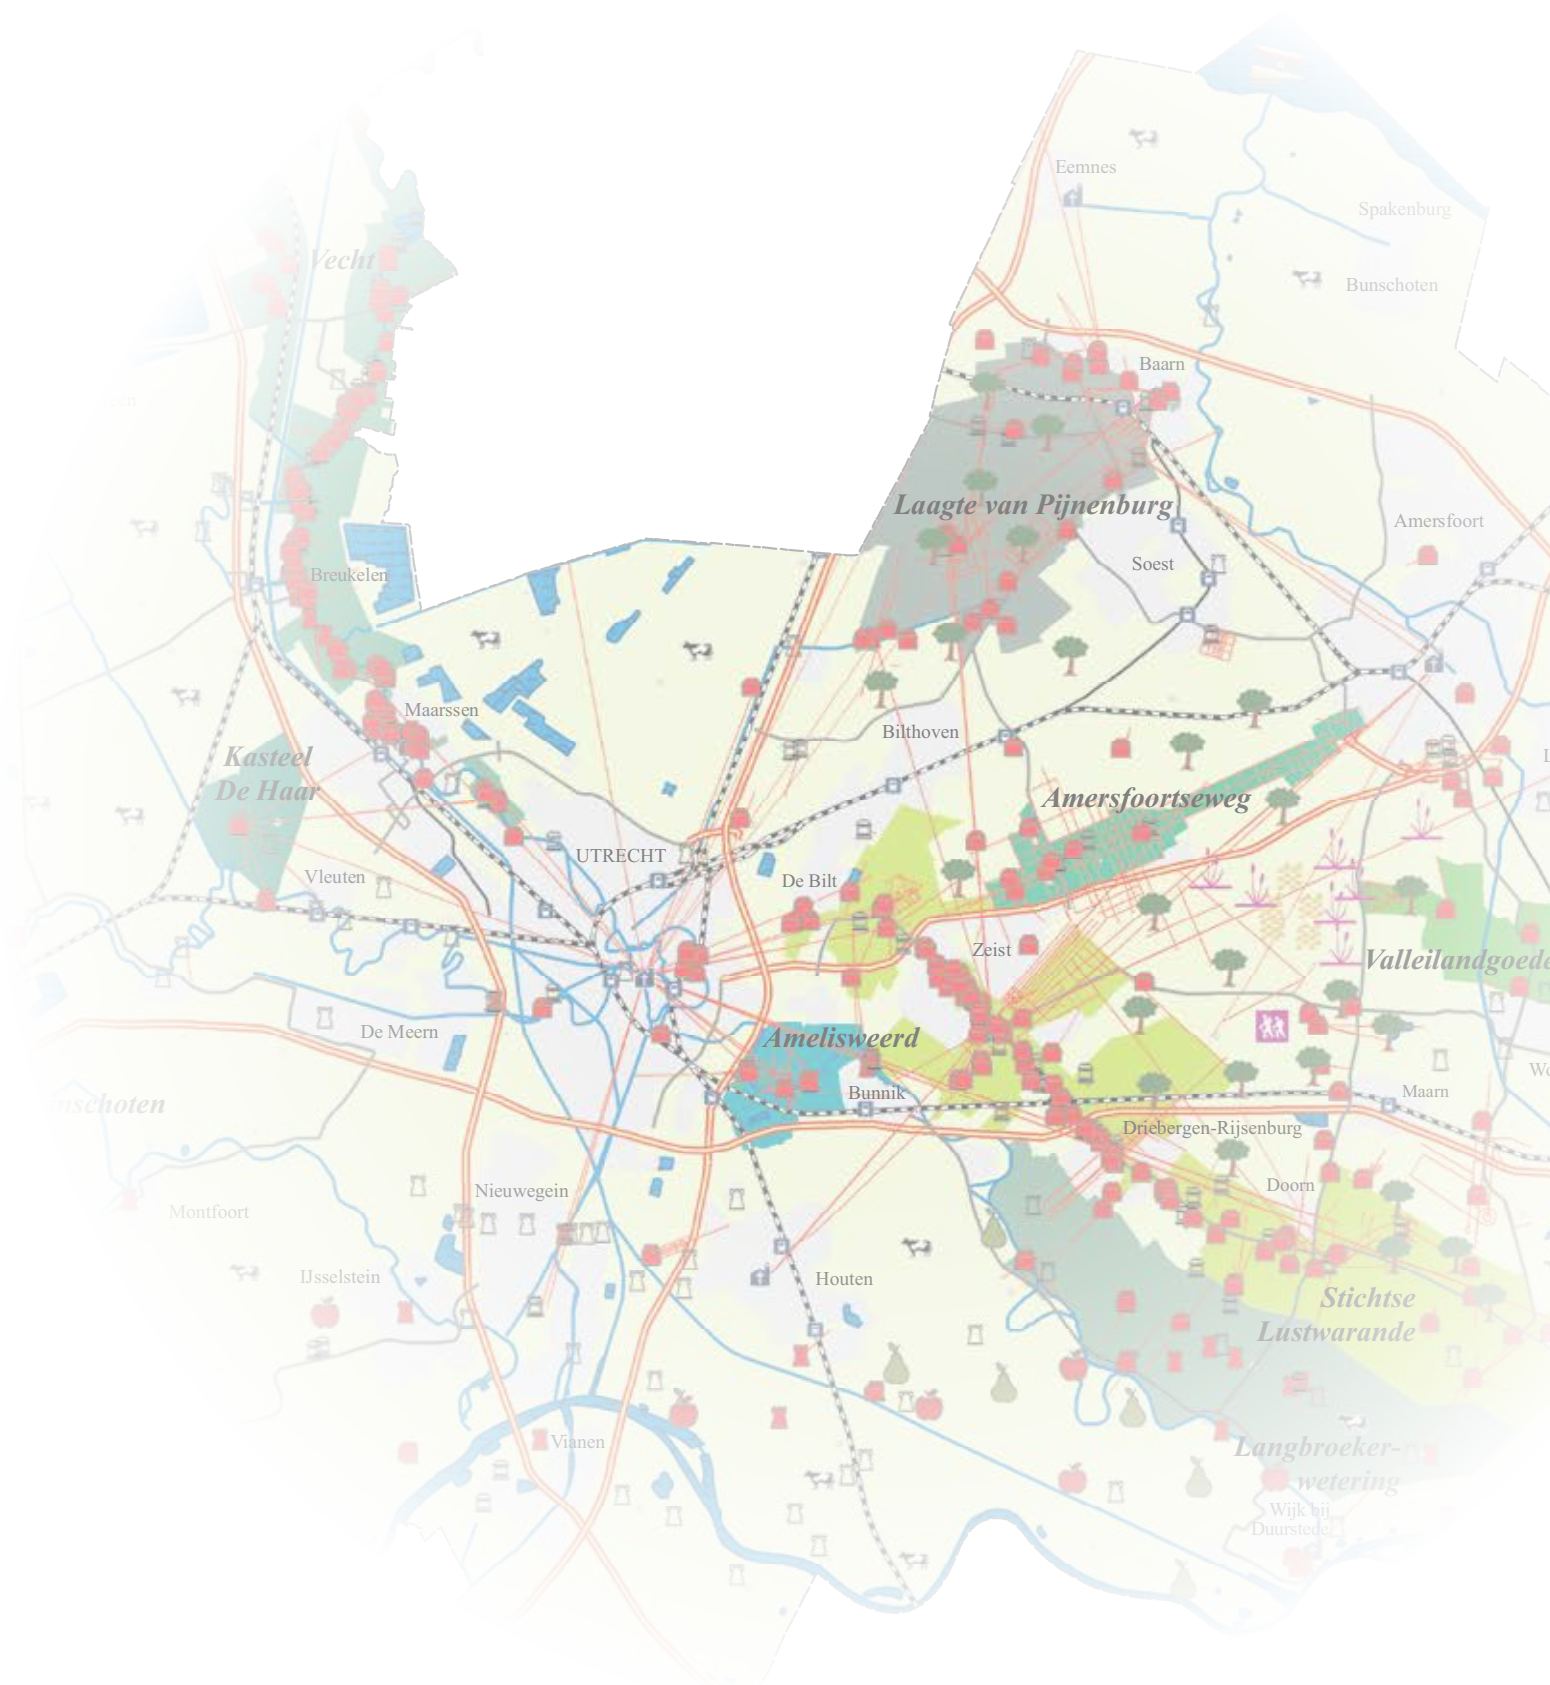 Eemnes
Spakenburg
Vecht
Bunschoten
Baarn
Laagte van Pijnenburg
Amersfoort
Soest
Breukelen
Maarssen
Bilthoven
Kasteel
De Haar
Amersfoortseweg
UTRECHT
De Bilt
Vleuten
Zeist
Valleilandgoede
De Meern
Amelisweerd
Bunnik
Maarn
Driebergen-Rijsenburg
Nieuwegein
Doorn
Montfoort
IJsselstein
Houten
Stichtse
Lustwarande
Vianen
Langbroeker-
wetering
Wijk bij
Duurstede